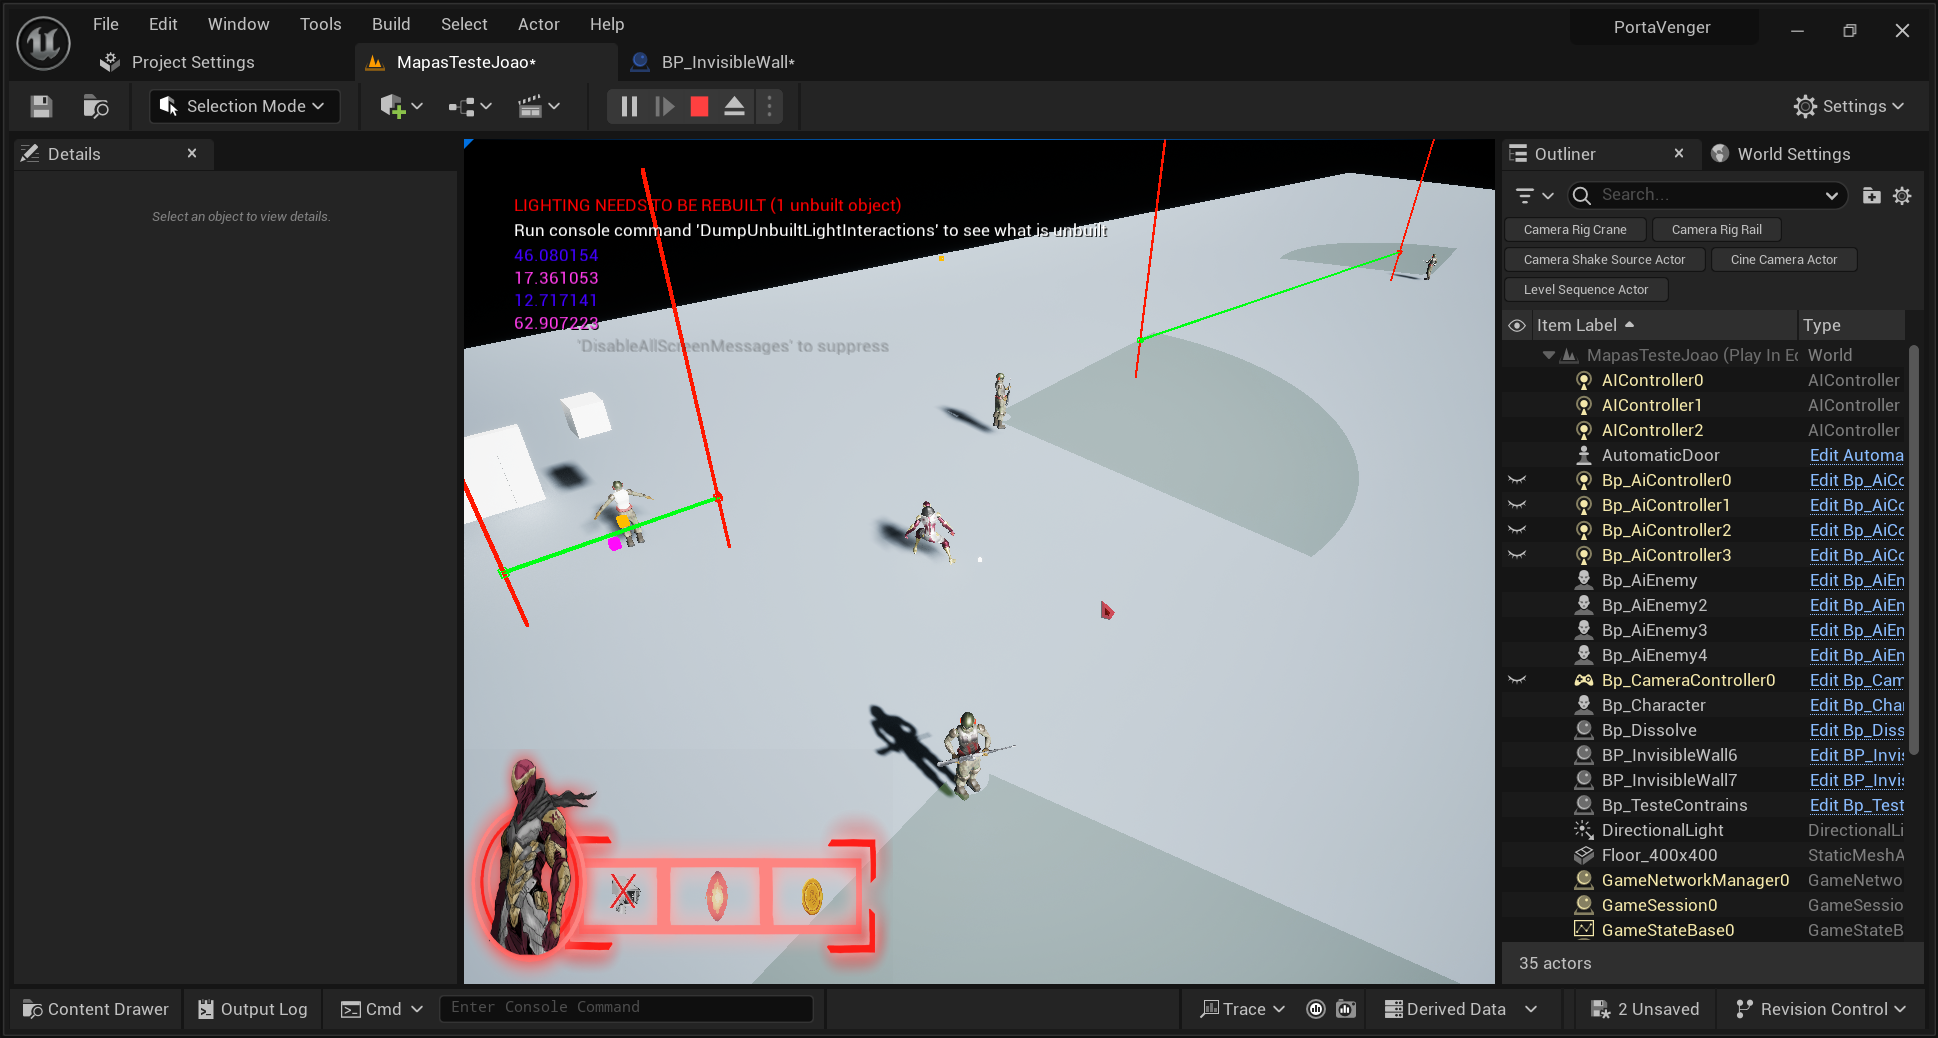 File Edit Window Tools Build Select Actor Help
PortaVenger
Project Settings
MapasTesteJoao*
BP_InvisibleWall*
Selection Mode
Settings
Details
Select an object to view details.
LIGHTING NEEDS TO BE REBUILT (1 unbuilt object)
Run console command 'DumpUnbuiltLightInteractions' to see what is unbuilt
46.080154
17.361053
12.717141
62.907223
'DisableAllScreenMessages' to suppress
Outliner
World Settings
Search...
Camera Rig Crane
Camera Rig Rail
Camera Shake Source Actor
Cine Camera Actor
Level Sequence Actor
Item Label Type
MapasTesteJoao (Play In Ec World
AIController0 AIController
AIController1 AIController
AIController2 AIController
AutomaticDoor Edit Automa
Bp_AiController0 Edit Bp_AiCo
Bp_AiController1 Edit Bp_AiCo
Bp_AiController2 Edit Bp_AiCo
Bp_AiController3 Edit Bp_AiCo
Bp_AiEnemy Edit Bp_AiEn
Bp_AiEnemy2 Edit Bp_AiEn
Bp_AiEnemy3 Edit Bp_AiEn
Bp_AiEnemy4 Edit Bp_AiEn
Bp_CameraController0 Edit Bp_Cam
Bp_Character Edit Bp_Char
Bp_Dissolve Edit Bp_Diss
BP_InvisibleWall6 Edit BP_Invis
BP_InvisibleWall7 Edit BP_Invis
Bp_TesteContrains Edit Bp_Test
DirectionalLight DirectionalLi
Floor_400x400 StaticMeshA
GameNetworkManager0 GameNetwo
GameSession0 GameSessio
GameStateBase0 GameStateB
35 actors
Content Drawer
Output Log
Cmd
Enter Console Command
Trace
Derived Data
2 Unsaved
Revision Control